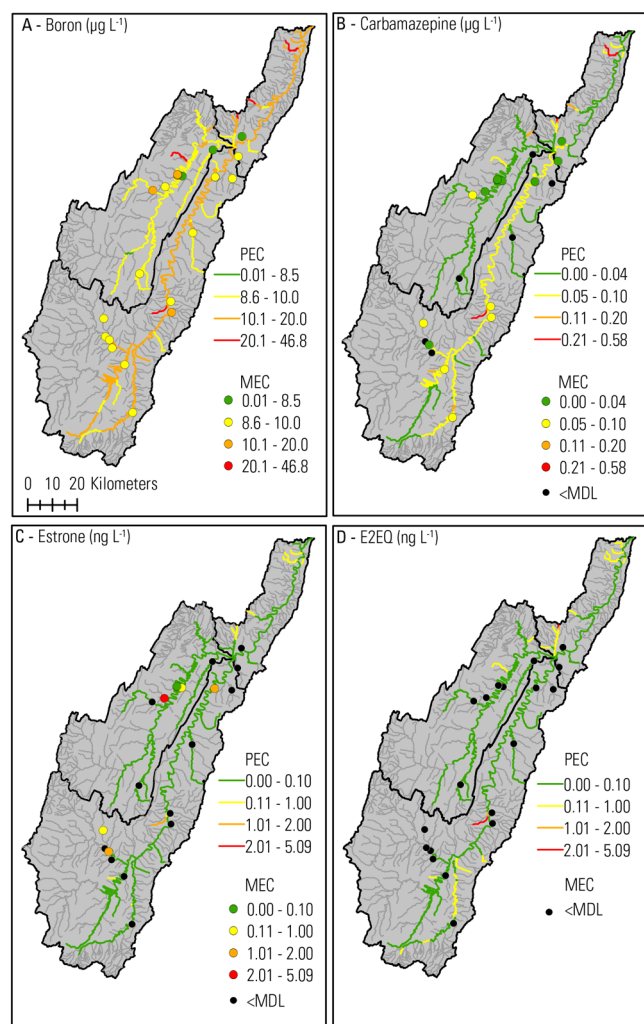 A - Boron (µg L-1)
PEC
0.01 - 8.5
8.6 - 10.0
10.1 - 20.0
20.1 - 46.8
MEC
0.01 - 8.5
8.6 - 10.0
10.1 - 20.0
20.1 - 46.8
0 10 20 Kilometers
B - Carbamazepine (µg L-1)
PEC
0.00 - 0.04
0.05 - 0.10
0.11 - 0.20
0.21 - 0.58
MEC
0.00 - 0.04
0.05 - 0.10
0.11 - 0.20
0.21 - 0.58
<MDL
C - Estrone (ng L-1)
PEC
0.00 - 0.10
0.11 - 1.00
1.01 - 2.00
2.01 - 5.09
MEC
0.00 - 0.10
0.11 - 1.00
1.01 - 2.00
2.01 - 5.09
<MDL
D - E2EQ (ng L-1)
PEC
0.00 - 0.10
0.11 - 1.00
1.01 - 2.00
2.01 - 5.09
MEC
<MDL